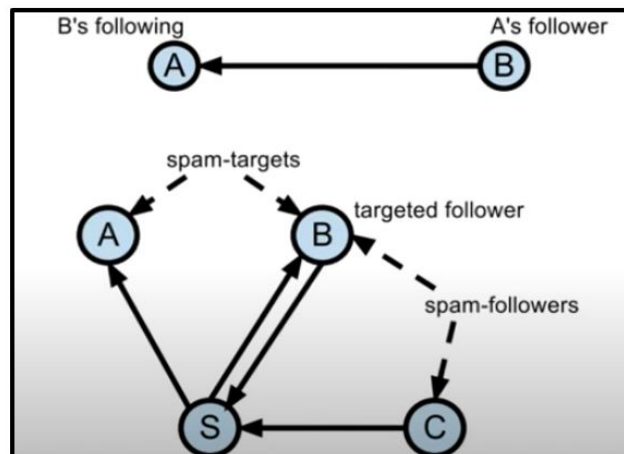 B's following
A's follower
A
B
spam-targets
A
B
targeted follower
spam-followers
S
C